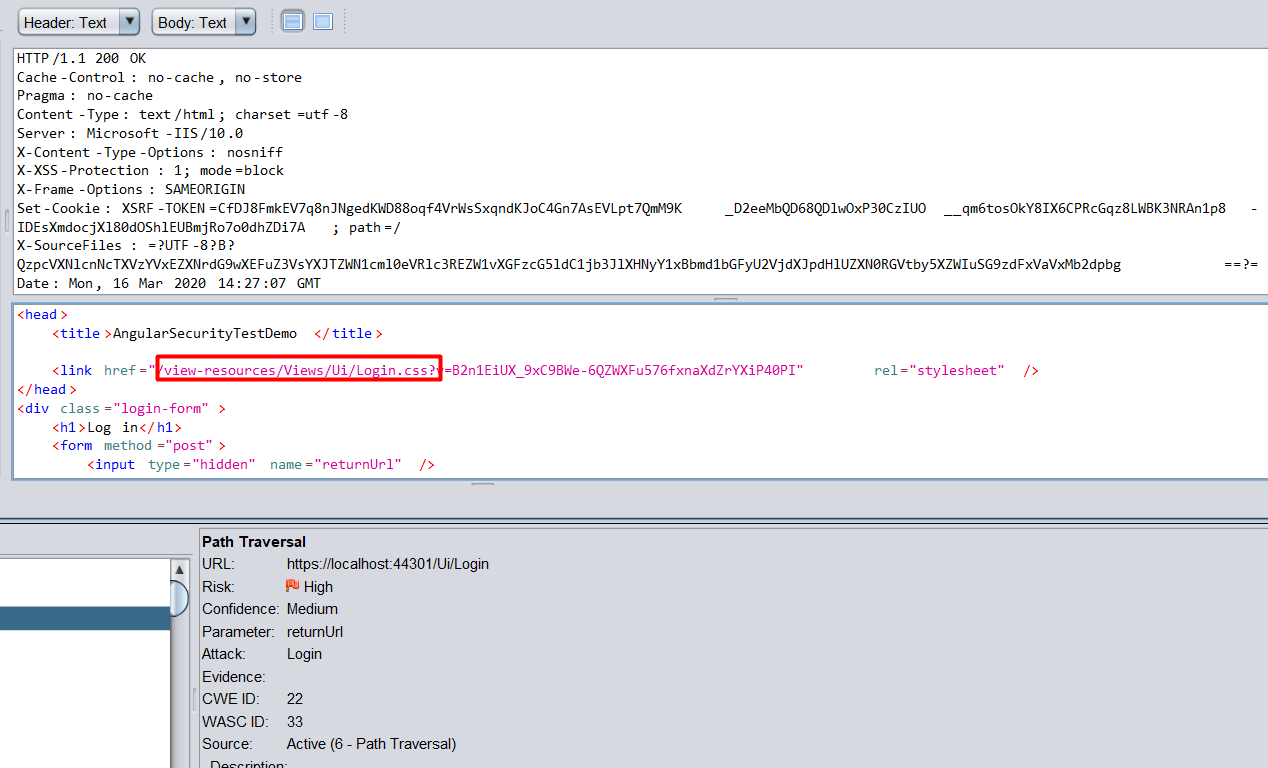 Header: Text Body: Text
HTTP/1.1 200 OK
Cache-Control: no-cache, no-store
Pragma: no-cache
Content-Type: text/html; charset=utf-8
Server: Microsoft-IIS/10.0
X-Content-Type-Options: nosniff
X-XSS-Protection: 1; mode=block
X-Frame-Options: SAMEORIGIN
Set-Cookie: XSRF-TOKEN=CfDJ8FmkEV7q8nJNgedKWD88oqf4VrWsSxqndKJoC4Gn7AsEVLpt7QmM9K _D2eeMbQD68QDlwOxP30CzIUO __qm6tosOkY8IX6CPRcGqz8LWBK3NRAn1p8 -
IDEsXmdocjXl80dOShlEUBmjRo7o0dhZDi7A ; path=/
X-SourceFiles: =?UTF-8?B?
QzpcVXNlcnNcTXVzYVxEZXNrdG9wXEFuZ3VsYXJTZWN1cml0eVRlc3REZW1vXGFzcG5ldC1jb3JlXHNyY1xBbmd1bGFyU2VjdXJpdHlUZXN0RGVtby5XZWIuSG9zdFxVaVxMb2dpbg ==?=
Date: Mon, 16 Mar 2020 14:27:07 GMT
<head>
<title>AngularSecurityTestDemo </title>
<link href="/view-resources/Views/Ui/Login.css?v=B2n1EiUX_9xC9BWe-6QZWXFu576fxnaXdZrYXiP40PI" rel="stylesheet" />
</head>
<div class="login-form">
<h1>Log in</h1>
<form method="post">
<input type="hidden" name="returnUrl" />
Path Traversal
URL: https://localhost:44301/Ui/Login
Risk: High
Confidence: Medium
Parameter: returnUrl
Attack: Login
Evidence:
CWE ID: 22
WASC ID: 33
Source: Active (6 - Path Traversal)
Description: